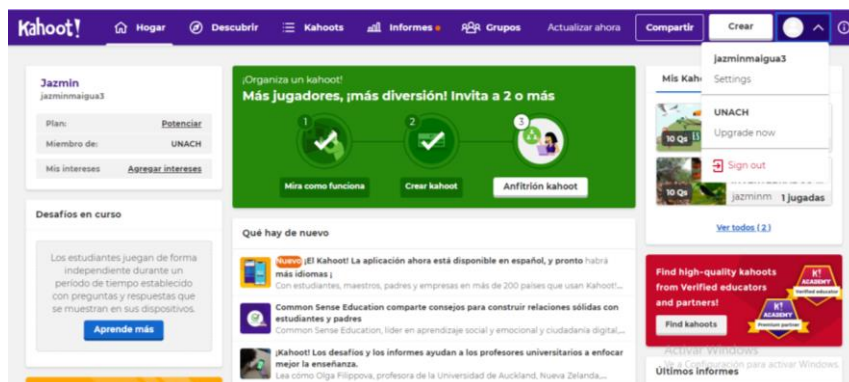 Kahoot!
Hogar
Descubrir
Kahoots
Informes
Grupos
Actualizar ahora
Compartir
Crear
jazminmaigua3
Settings
UNACH
Upgrade now
Sign out
Jazmin
jazminmaigua3
Plan: Potenciar
Miembro de: UNACH
Mis intereses Agregar intereses
Desafíos en curso
Los estudiantes juegan de forma
independiente durante un
período de tiempo establecido
con preguntas y respuestas que
se muestran en sus dispositivos.
Aprende más
¡Organiza un kahoot!
Más jugadores, ¡más diversión! Invita a 2 o más
1
2
3
Mira como funciona
Crear kahoot
Anfitrión kahoot
Qué hay de nuevo
Nuevo ¡El Kahoot! La aplicación ahora está disponible en español, y pronto habrá
más idiomas ¡
Con estudiantes, maestros, padres y empresas en más de 200 países que usan Kahoot!...
Common Sense Education comparte consejos para construir relaciones sólidas con
estudiantes y padres
Common Sense Education, líder en aprendizaje social y emocional y ciudadanía digital,...
¡Kahoot! Los desafíos y los informes ayudan a los profesores universitarios a enfocar
mejor la enseñanza.
Lea cómo Olga Filippova, profesora de la Universidad de Auckland, Nueva Zelanda,...
Mis Kah
10 Qs
10 Qs
jazminm 1 jugadas
Ver todos (2)
Find high-quality kahoots
from Verified educators
and partners!
Find kahoots
K!
ACADEMY
Verified educator
K!
ACADEMY
Premium partner
Activar Windows
Ve a Configuración para activar Windows.
Últimos informes